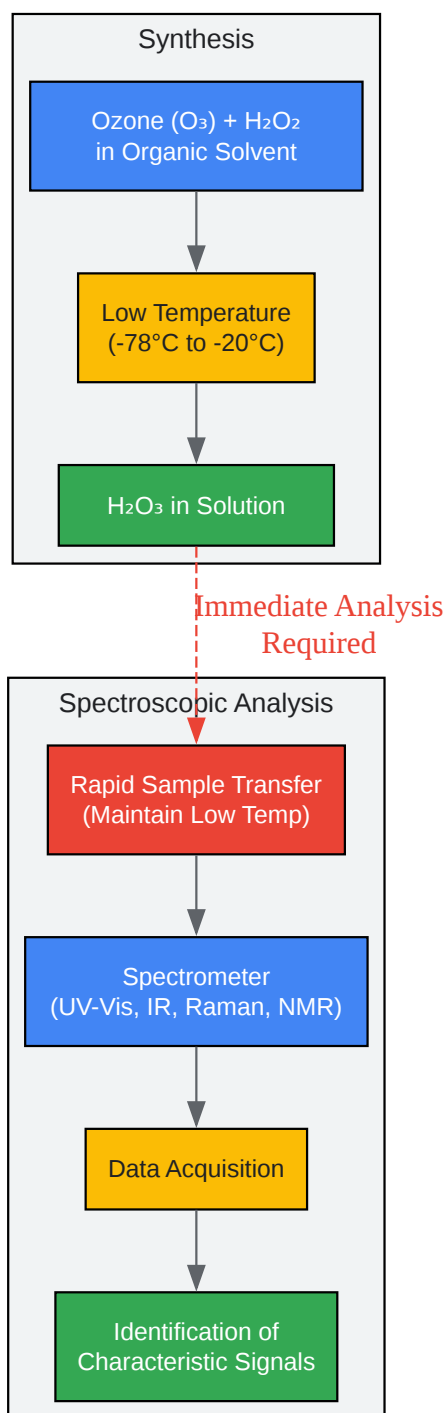 Synthesis
Ozone (O₃) + H₂O₂
in Organic Solvent
Low Temperature
(-78°C to -20°C)
H₂O₃ in Solution
Immediate Analysis
Required
Spectroscopic Analysis
Rapid Sample Transfer
(Maintain Low Temp)
Spectrometer
(UV-Vis, IR, Raman, NMR)
Data Acquisition
Identification of
Characteristic Signals